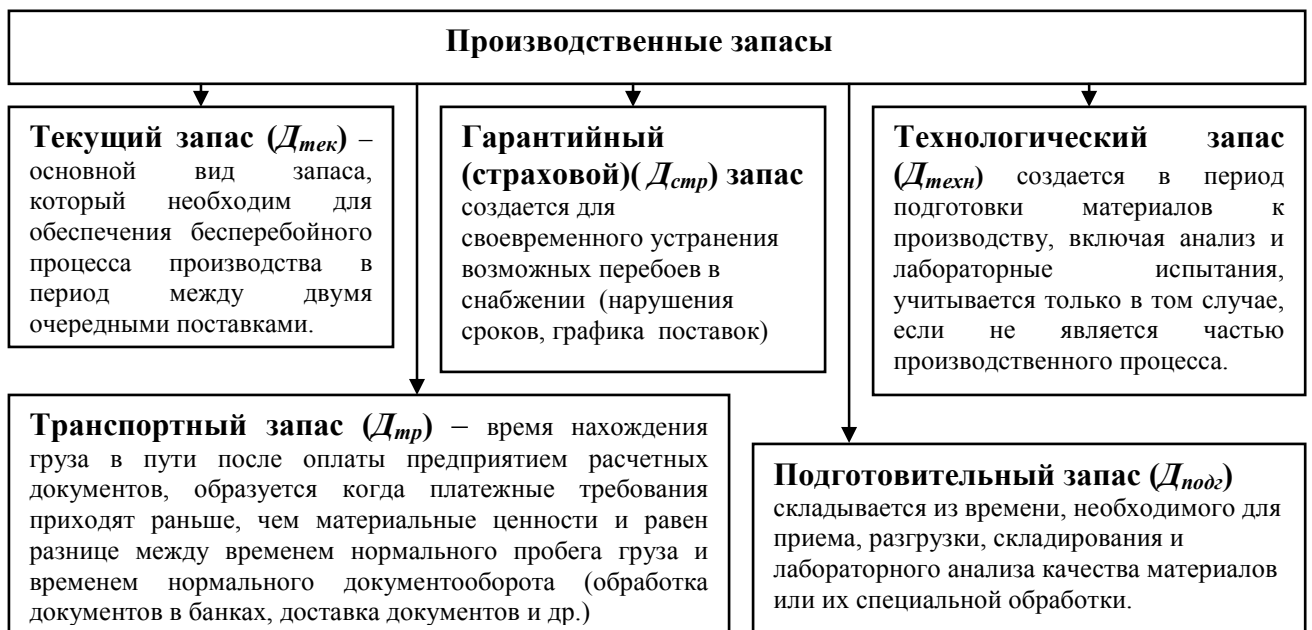 Производственные запасы
Текущий запас (Дтек) –
основной вид запаса,
который необходим для
обеспечения бесперебойного
процесса производства в
период между двумя
очередными поставками.
Гарантийный
(страховой)( Дстр) запас
создается для
своевременного устранения
возможных перебоев в
снабжении (нарушения
сроков, графика поставок)
Технологический запас
(Дтехн) создается в период
подготовки материалов к
производству, включая анализ и
лабораторные испытания,
учитывается только в том случае,
если не является частью
производственного процесса.
Транспортный запас (Дтр) – время нахождения
груза в пути после оплаты предприятием расчетных
документов, образуется когда платежные требования
приходят раньше, чем материальные ценности и равен
разнице между временем нормального пробега груза и
временем нормального документооборота (обработка
документов в банках, доставка документов и др.)
Подготовительный запас (Дподг)
складывается из времени, необходимого для
приема, разгрузки, складирования и
лабораторного анализа качества материалов
или их специальной обработки.